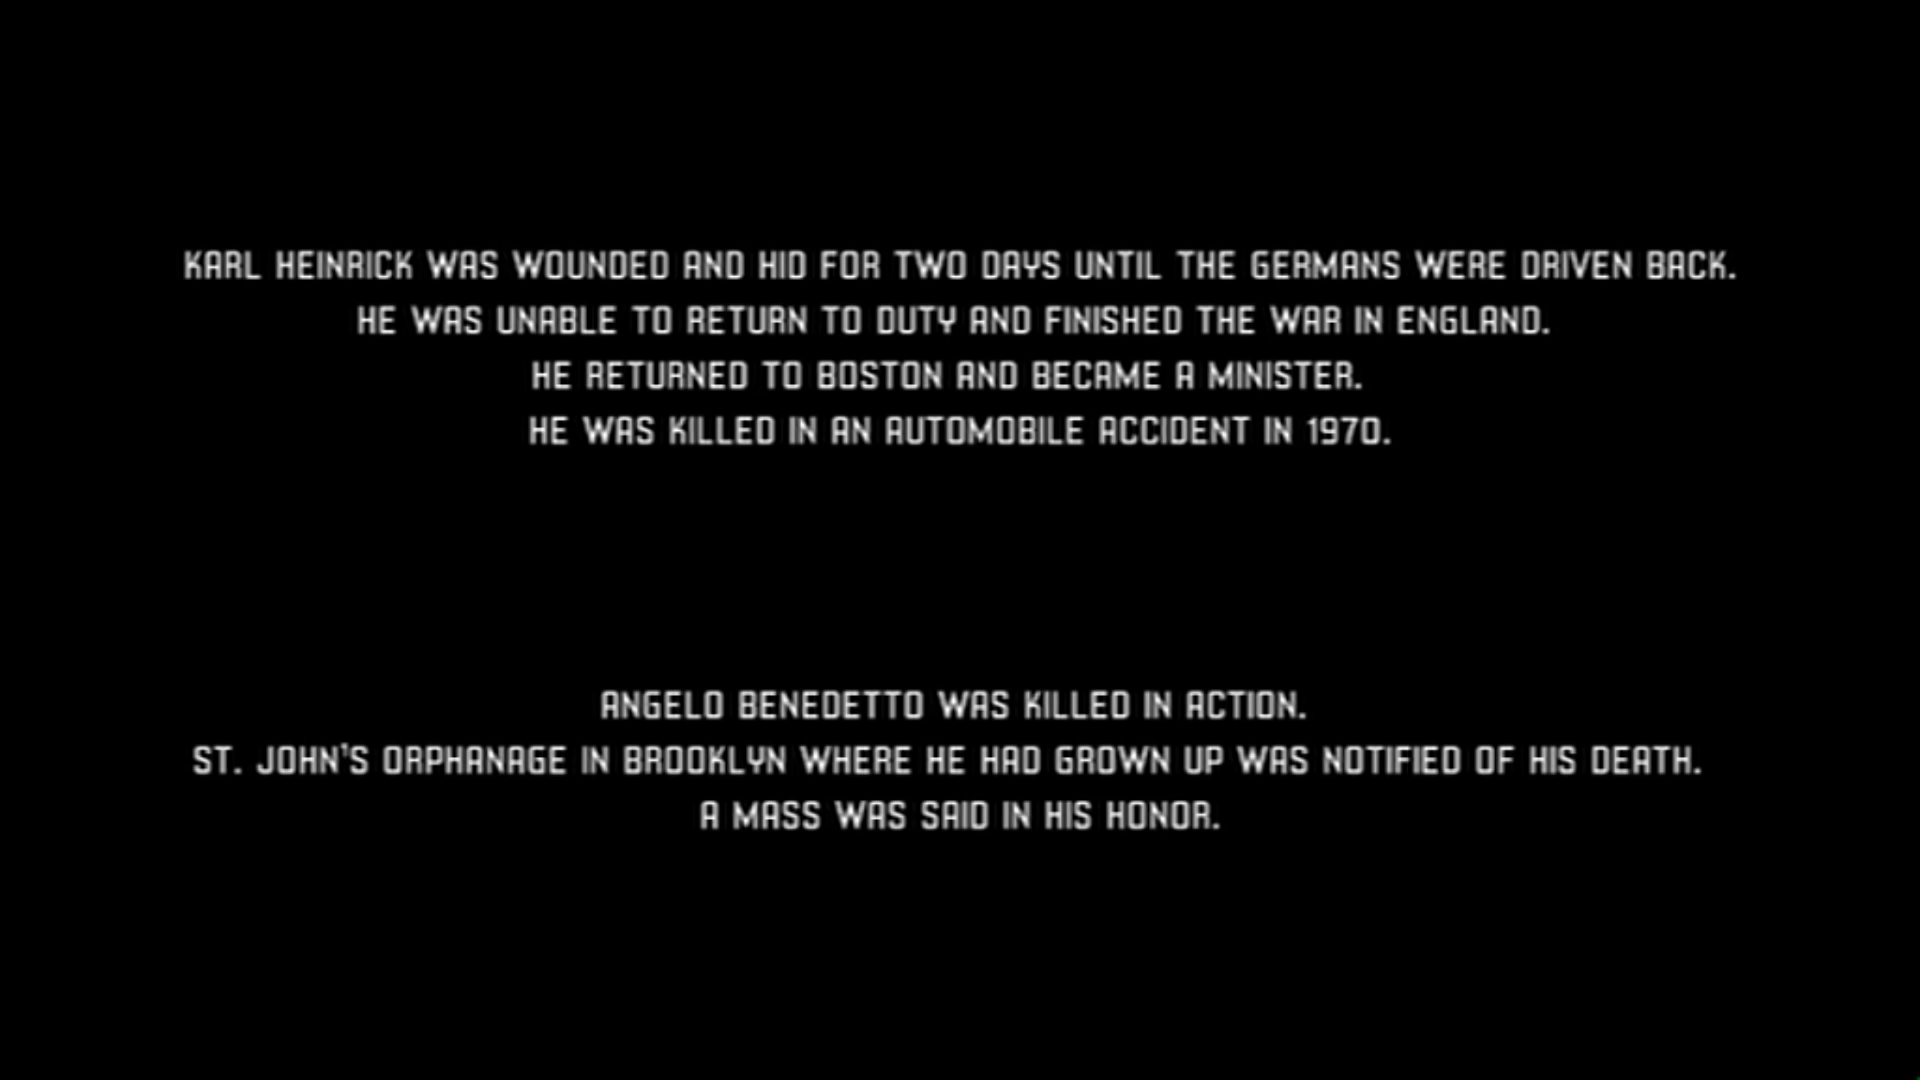 KARL HEINRICK WAS WOUNDED AND HID FOR TWO DAYS UNTIL THE GERMANS WERE DRIVEN BACK.
HE WAS UNABLE TO RETURN TO DUTY AND FINISHED THE WAR IN ENGLAND.
HE RETURNED TO BOSTON AND BECAME A MINISTER.
HE WAS KILLED IN AN AUTOMOBILE ACCIDENT IN 1970.
ANGELO BENEDETTO WAS KILLED IN ACTION.
ST. JOHN'S ORPHANAGE IN BROOKLYN WHERE HE HAD GROWN UP WAS NOTIFIED OF HIS DEATH.
A MASS WAS SAID IN HIS HONOR.